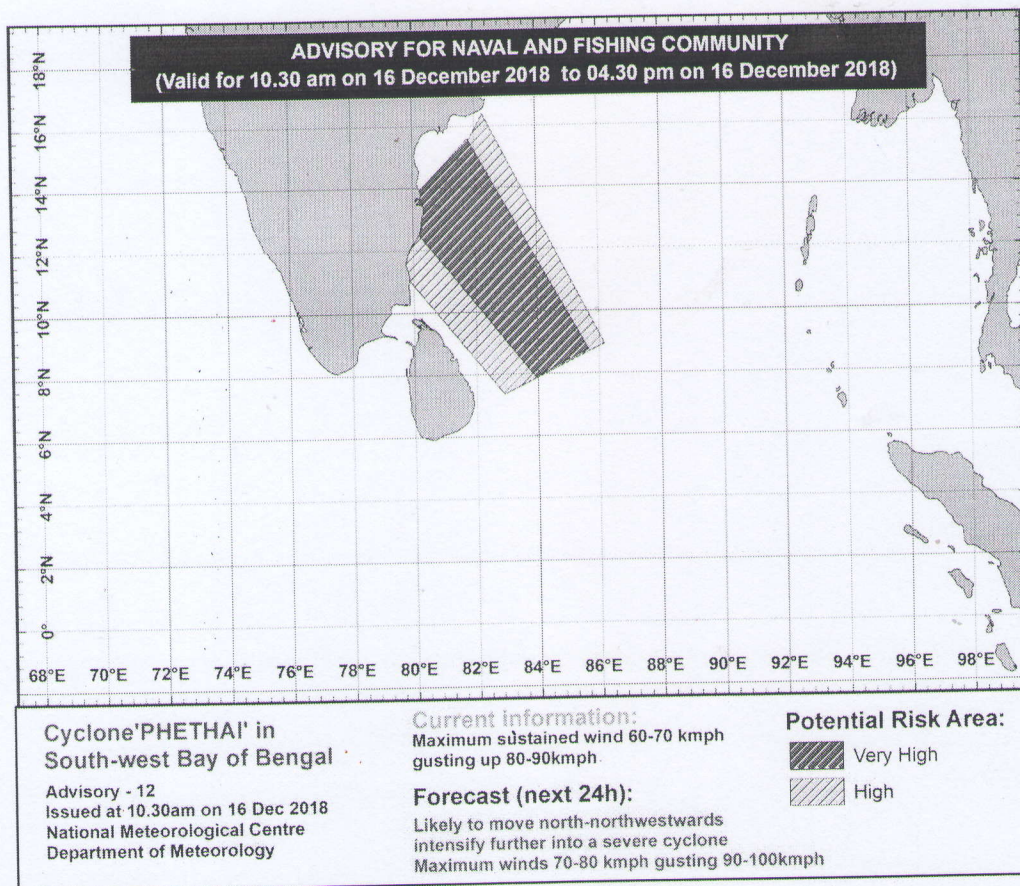 ADVISORY FOR NAVAL AND FISHING COMMUNITY
(Valid for 10.30 am on 16 December 2018 to 04.30 pm on 16 December 2018)
18°N
16°N
14°N
12°N
10°N
8°N
6°N
4°N
2°N
0°
68°E 70°E 72°E 74°E 76°E 78°E 80°E 82°E 84°E 86°E 88°E 90°E 92°E 94°E 96°E 98°E
Cyclone'PHETHAI' in
South-west Bay of Bengal
Advisory - 12
Issued at 10.30am on 16 Dec 2018
National Meteorological Centre
Department of Meteorology
Current information:
Maximum sustained wind 60-70 kmph
gusting up 80-90kmph
Forecast (next 24h):
Likely to move north-northwestwards
intensify further into a severe cyclone
Maximum winds 70-80 kmph gusting 90-100kmph
Potential Risk Area:
Very High
High